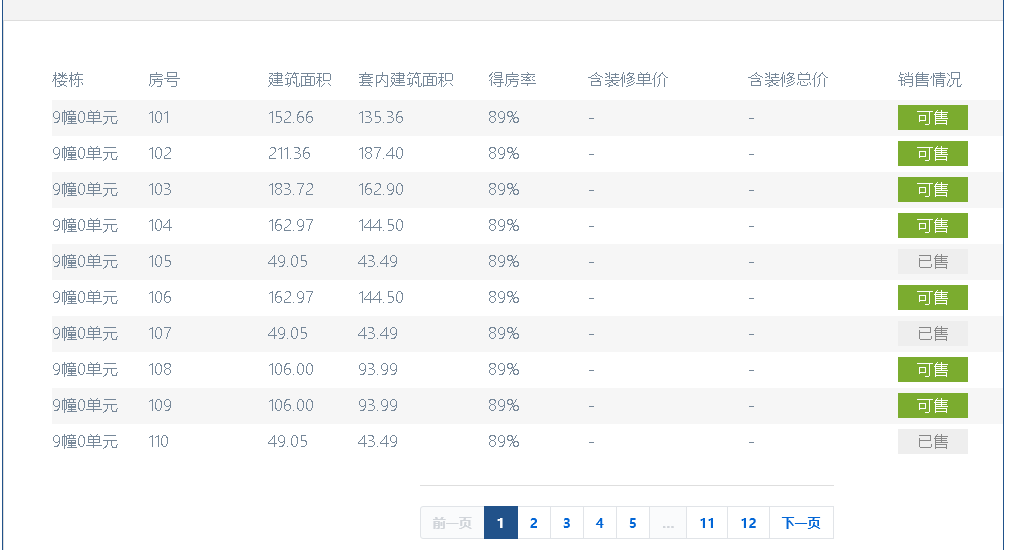 楼栋 房号 建筑面积 套内建筑面积 得房率 含装修单价 含装修总价 销售情况
9幢0单元 101 152.66 135.36 89% - - 可售
9幢0单元 102 211.36 187.40 89% - - 可售
9幢0单元 103 183.72 162.90 89% - - 可售
9幢0单元 104 162.97 144.50 89% - - 可售
9幢0单元 105 49.05 43.49 89% - - 已售
9幢0单元 106 162.97 144.50 89% - - 可售
9幢0单元 107 49.05 43.49 89% - - 已售
9幢0单元 108 106.00 93.99 89% - - 可售
9幢0单元 109 106.00 93.99 89% - - 可售
9幢0单元 110 49.05 43.49 89% - - 已售
前一页 1 2 3 4 5 ... 11 12 下一页